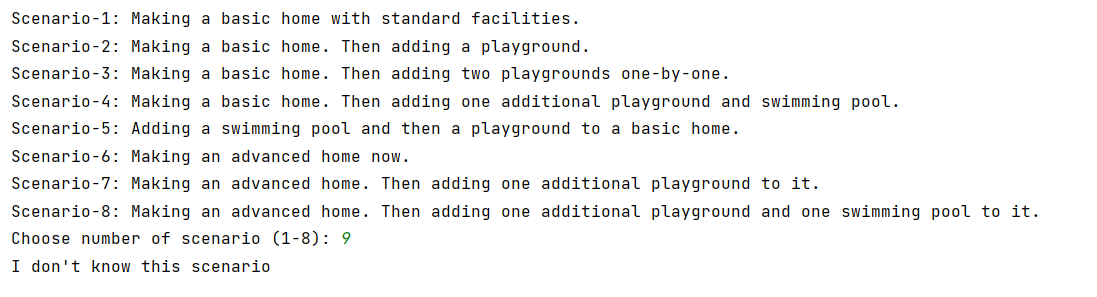 Scenario-1: Making a basic home with standard facilities.
Scenario-2: Making a basic home. Then adding a playground.
Scenario-3: Making a basic home. Then adding two playgrounds one-by-one.
Scenario-4: Making a basic home. Then adding one additional playground and swimming pool.
Scenario-5: Adding a swimming pool and then a playground to a basic home.
Scenario-6: Making an advanced home now.
Scenario-7: Making an advanced home. Then adding one additional playground to it.
Scenario-8: Making an advanced home. Then adding one additional playground and one swimming pool to it.
Choose number of scenario (1-8): 9
I don't know this scenario